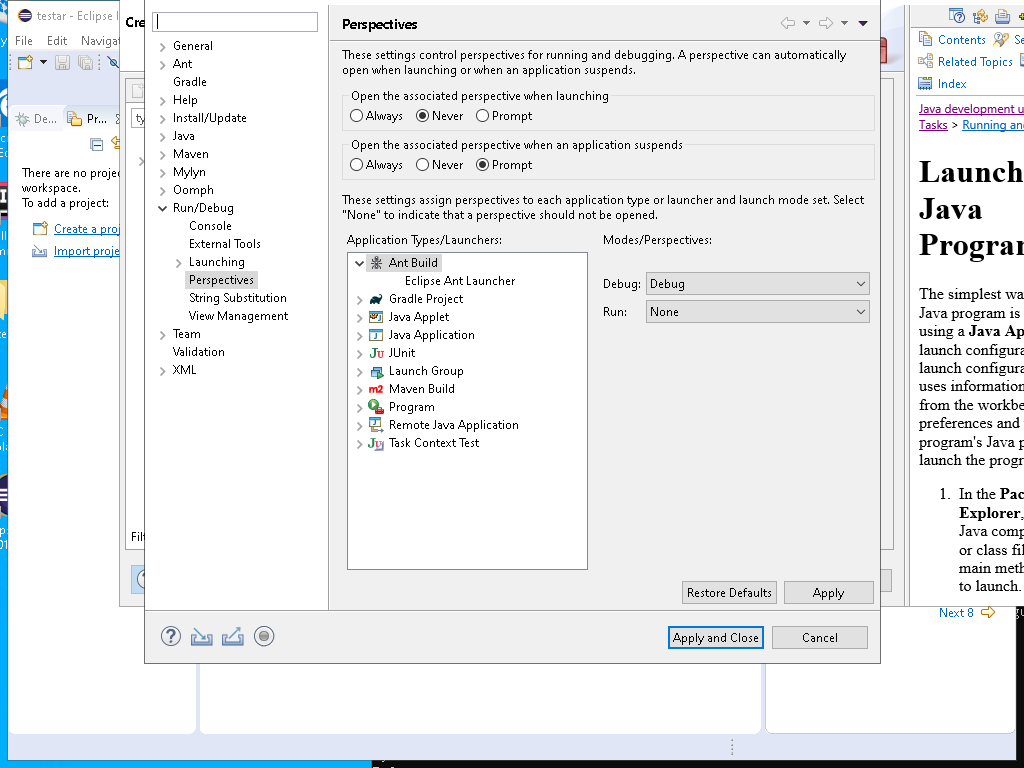 testar - Eclipse I
File Edit Naviga
De... Pr...
There are no proje
workspace.
To add a project:
Create a proj
Import proje
Cre
ty
Filt
General
Ant
Gradle
Help
Install/Update
Java
Maven
Mylyn
Oomph
Run/Debug
Console
External Tools
Launching
Perspectives
String Substitution
View Management
Team
Validation
XML
Perspectives
These settings control perspectives for running and debugging. A perspective can automatically
open when launching or when an application suspends.
Open the associated perspective when launching
Always Never Prompt
Open the associated perspective when an application suspends
Always Never Prompt
These settings assign perspectives to each application type or launcher and launch mode set. Select
"None" to indicate that a perspective should not be opened.
Application Types/Launchers:
Modes/Perspectives:
Ant Build
Eclipse Ant Launcher
Gradle Project
Java Applet
Java Application
JUnit
Launch Group
Maven Build
Program
Remote Java Application
Task Context Test
Debug: Debug
Run: None
Restore Defaults Apply
Apply and Close Cancel
Contents Se
Related Topics
Index
Java development u
Tasks > Running and
Launch
Java
Program
The simplest wa
Java program is
using a Java Ap
launch configura
launch configura
uses information
from the workbe
preferences and
program's Java p
launch the progr
1. In the Pac
Explorer,
Java comp
or class fil
main meth
to launch.
Next 8